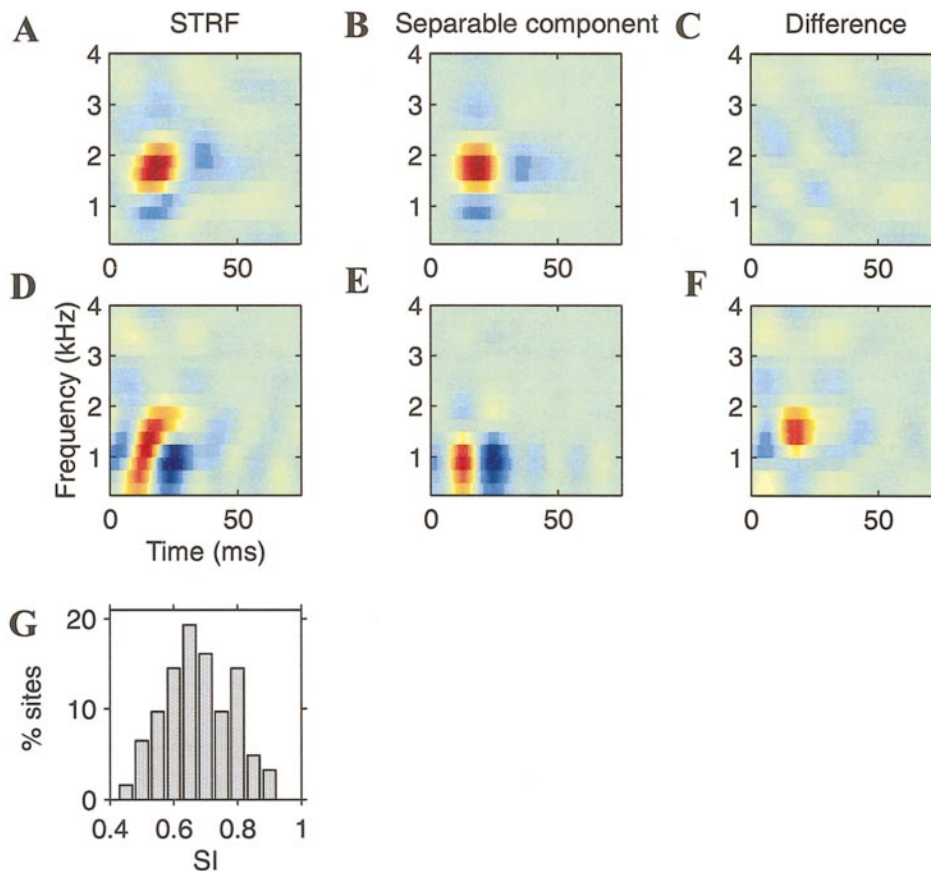 A STRF B Separable component C Difference
4 4 4
3 3 3
2 2 2
1 1 1
0 50 0 50 0 50
D E F
4 4 4
3 3 3
2 2 2
1 1 1
Frequency (kHz)
0 50 0 50 0 50
Time (ms)
G
20
10
0
% sites
0.4 0.6 0.8 1
SI